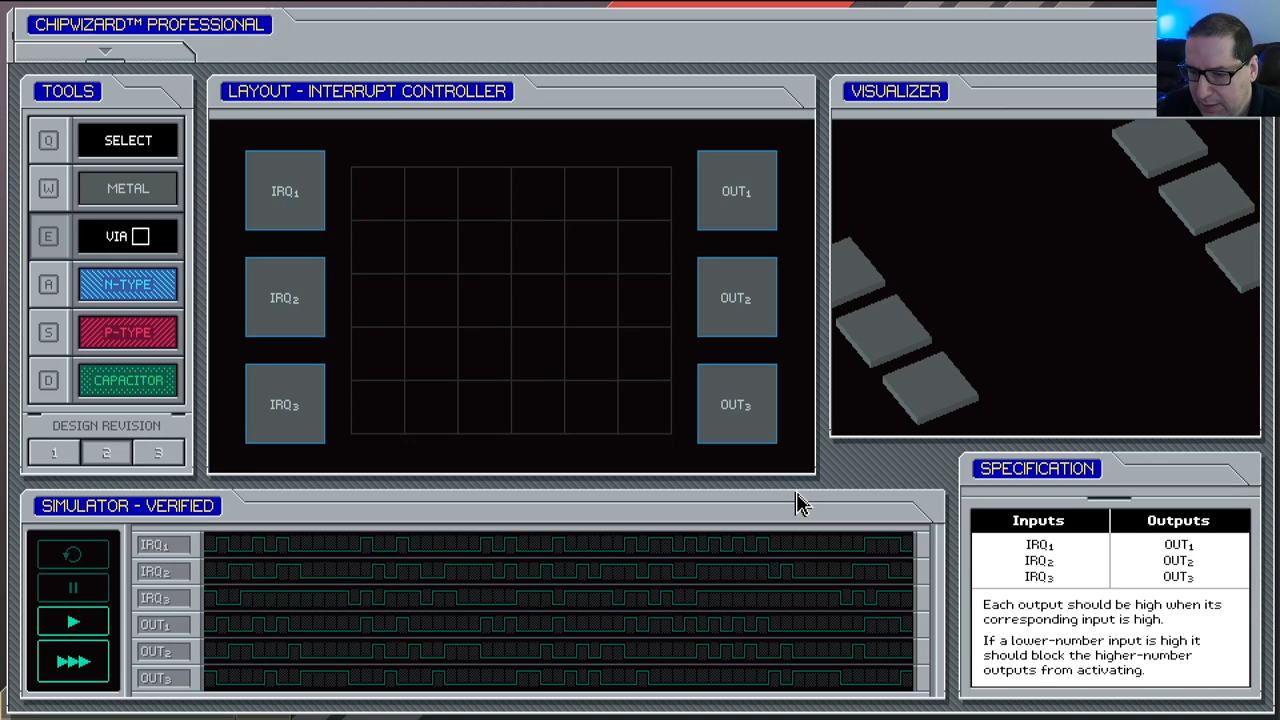 CHIPWIZARD™ PROFESSIONAL
TOOLS
Q SELECT
W METAL
E VIA
A N-TYPE
S P-TYPE
D CAPACITOR
DESIGN REVISION
1 2 3
LAYOUT - INTERRUPT CONTROLLER
IRQ₁ OUT₁
IRQ₂ OUT₂
IRQ₃ OUT₃
VISUALIZER
SIMULATOR - VERIFIED
IRQ₁
IRQ₂
IRQ₃
OUT₁
OUT₂
OUT₃
SPECIFICATION
Inputs Outputs
IRQ₁ OUT₁
IRQ₂ OUT₂
IRQ₃ OUT₃
Each output should be high when its
corresponding input is high.
If a lower-number input is high it
should block the higher-number
outputs from activating.